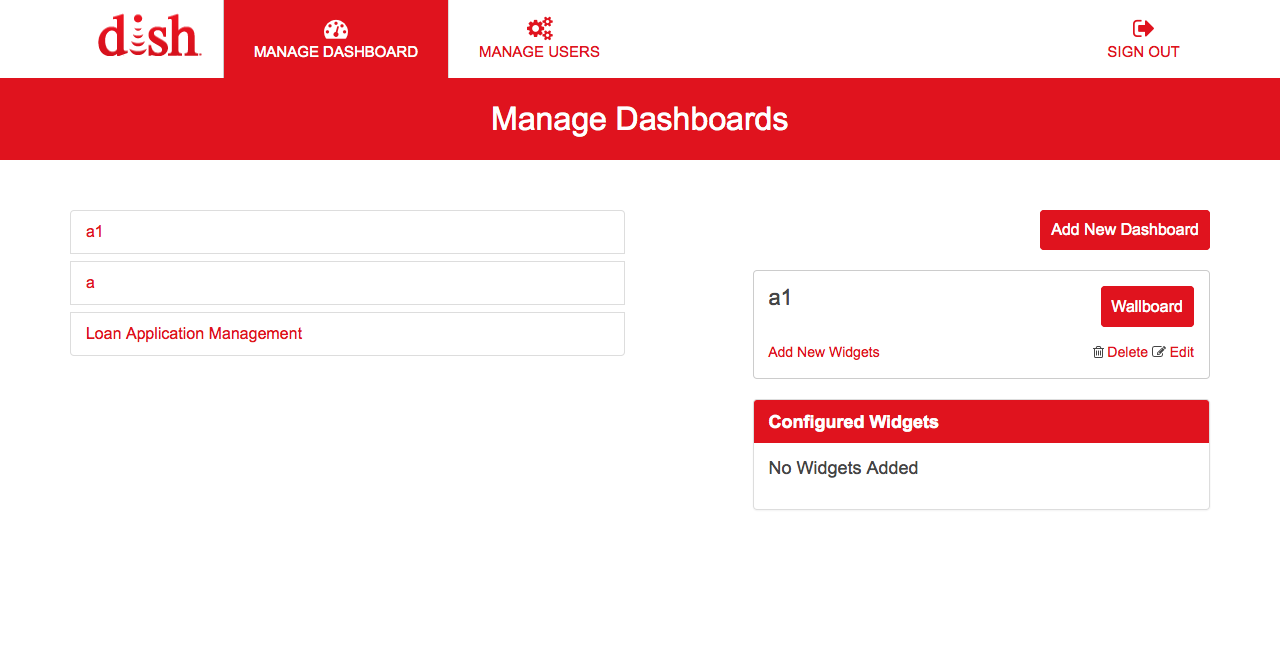 dish
MANAGE DASHBOARD
MANAGE USERS
SIGN OUT
Manage Dashboards
a1
a
Loan Application Management
Add New Dashboard
a1
Wallboard
Add New Widgets
Delete Edit
Configured Widgets
No Widgets Added